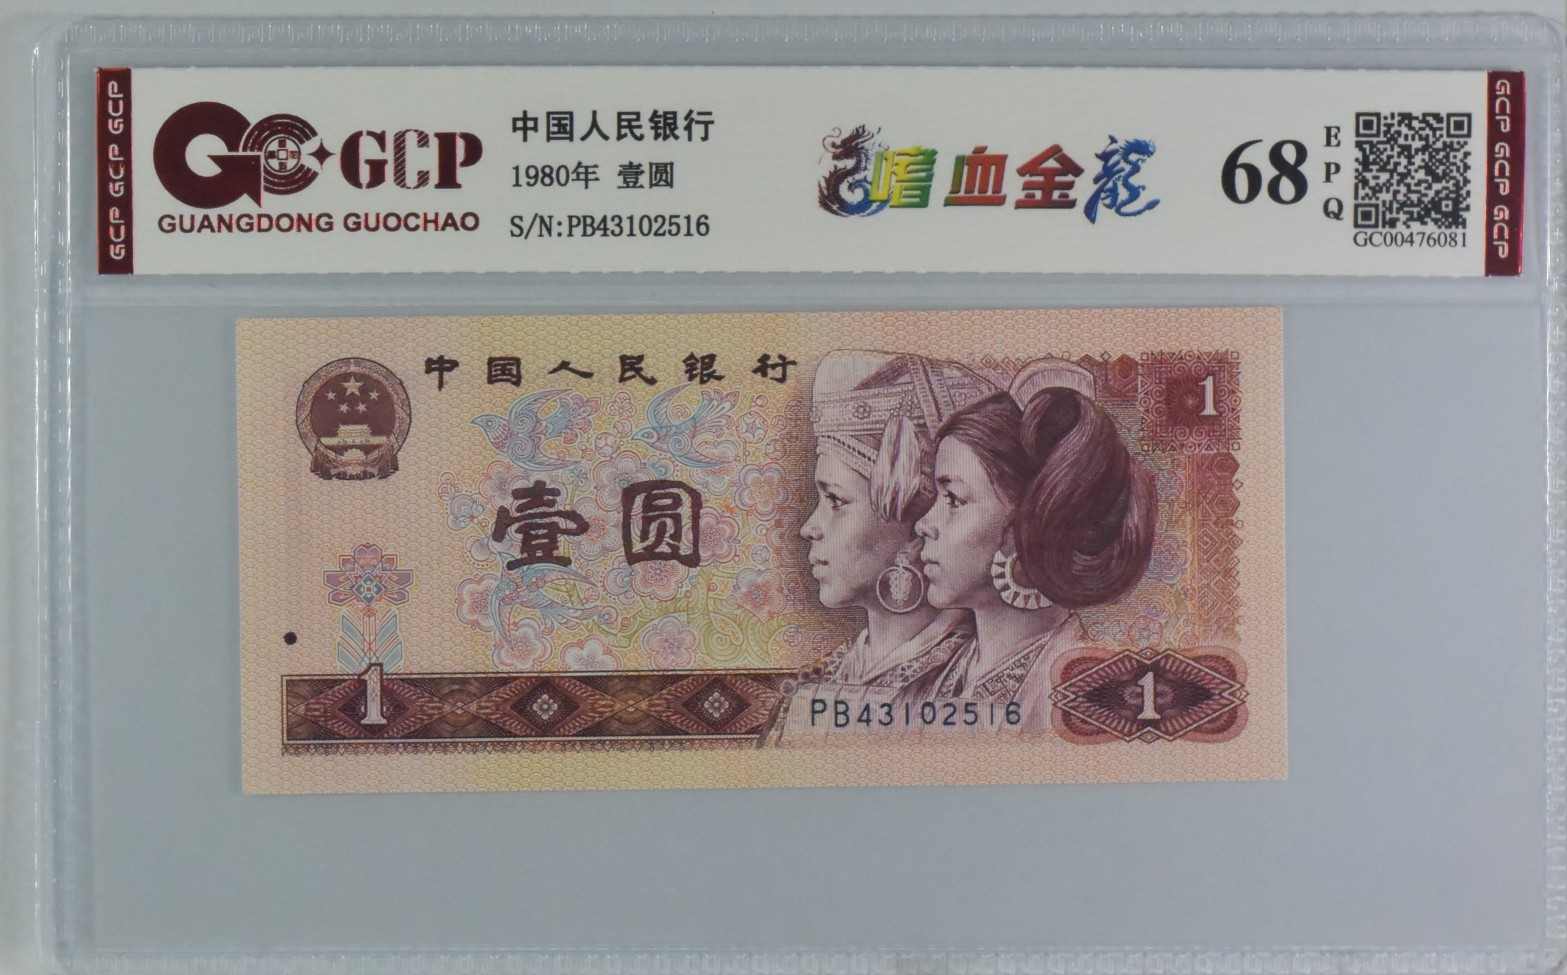 GCP GCP GCP
GCP
GUANGDONG GUOCHAO
中国人民银行
1980年 壹圆
S/N:PB43102516
嗜血金龍
68
EPQ
GC00476081
GCP GCP GCP
中国人民银行
1
壹圆
1
PB43102516
1